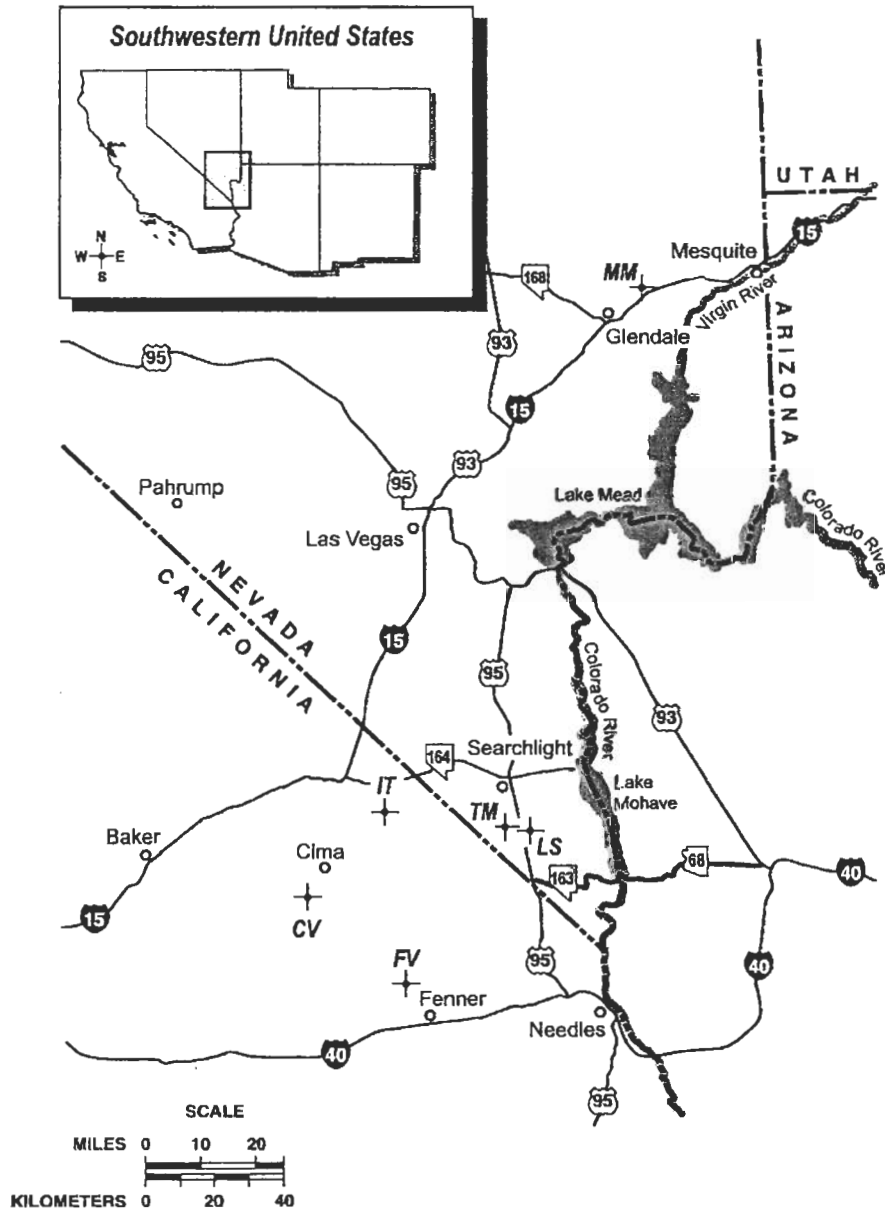 Southwestern United States
N
W E
S
UTAH
15
Mesquite
168
MM
Virgin River
Glendale
ARIZONA
93
95
15
93
95
Pahrump
Lake Mead
Las Vegas
Colorado River
NEVADA
CALIFORNIA
15
95
Colorado River
93
Searchlight
164
IT
Lake
Mohave
TM
LS
Baker
Cima
163
68
40
15
CV
FV
95
40
Fenner
Needles
40
95
SCALE
MILES 0 10 20
KILOMETERS 0 20 40